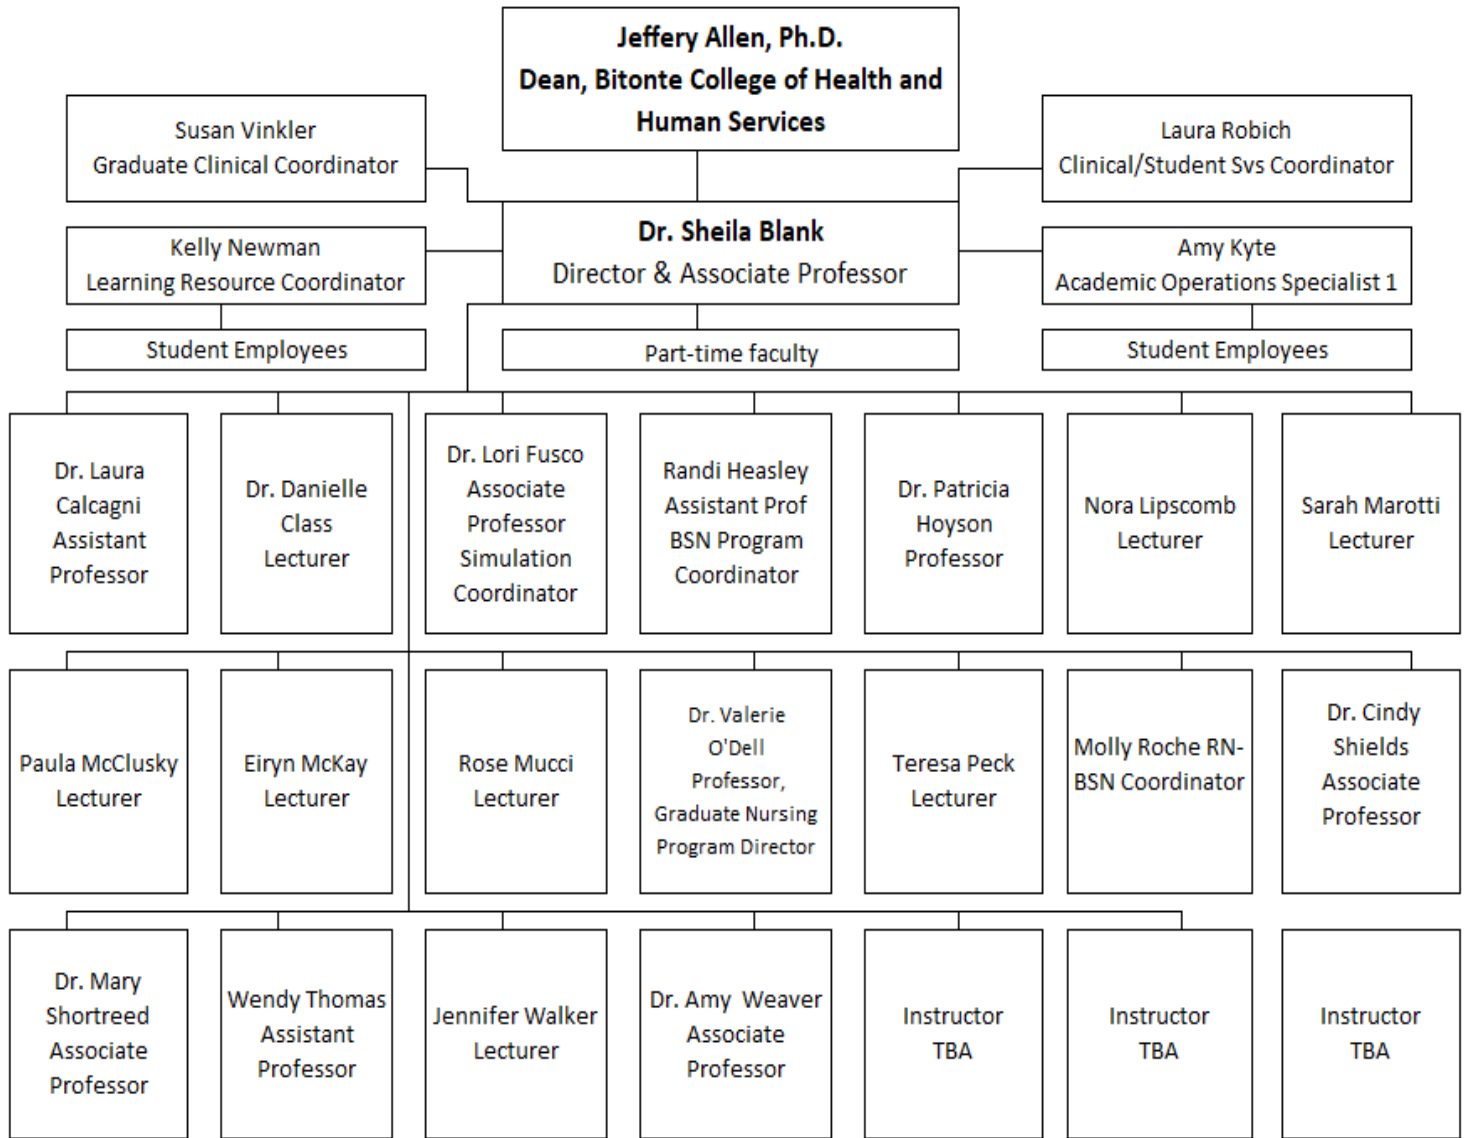 Jeffery Allen, Ph.D.
Dean, Bitonte College of Health and
Human Services
Susan Vinkler
Graduate Clinical Coordinator
Laura Robich
Clinical/Student Svs Coordinator
Dr. Sheila Blank
Director & Associate Professor
Kelly Newman
Learning Resource Coordinator
Amy Kyte
Academic Operations Specialist 1
Student Employees
Part-time faculty
Student Employees
Dr. Laura
Calcagni
Assistant
Professor
Dr. Danielle
Class
Lecturer
Dr. Lori Fusco
Associate
Professor
Simulation
Coordinator
Randi Heasley
Assistant Prof
BSN Program
Coordinator
Dr. Patricia
Hoyson
Professor
Nora Lipscomb
Lecturer
Sarah Marotti
Lecturer
Paula McClusky
Lecturer
Eiryn McKay
Lecturer
Rose Mucci
Lecturer
Dr. Valerie
O'Dell
Professor,
Graduate Nursing
Program Director
Teresa Peck
Lecturer
Molly Roche RN-
BSN Coordinator
Dr. Cindy
Shields
Associate
Professor
Dr. Mary
Shortreed
Associate
Professor
Wendy Thomas
Assistant
Professor
Jennifer Walker
Lecturer
Dr. Amy  Weaver
Associate
Professor
Instructor
TBA
Instructor
TBA
Instructor
TBA